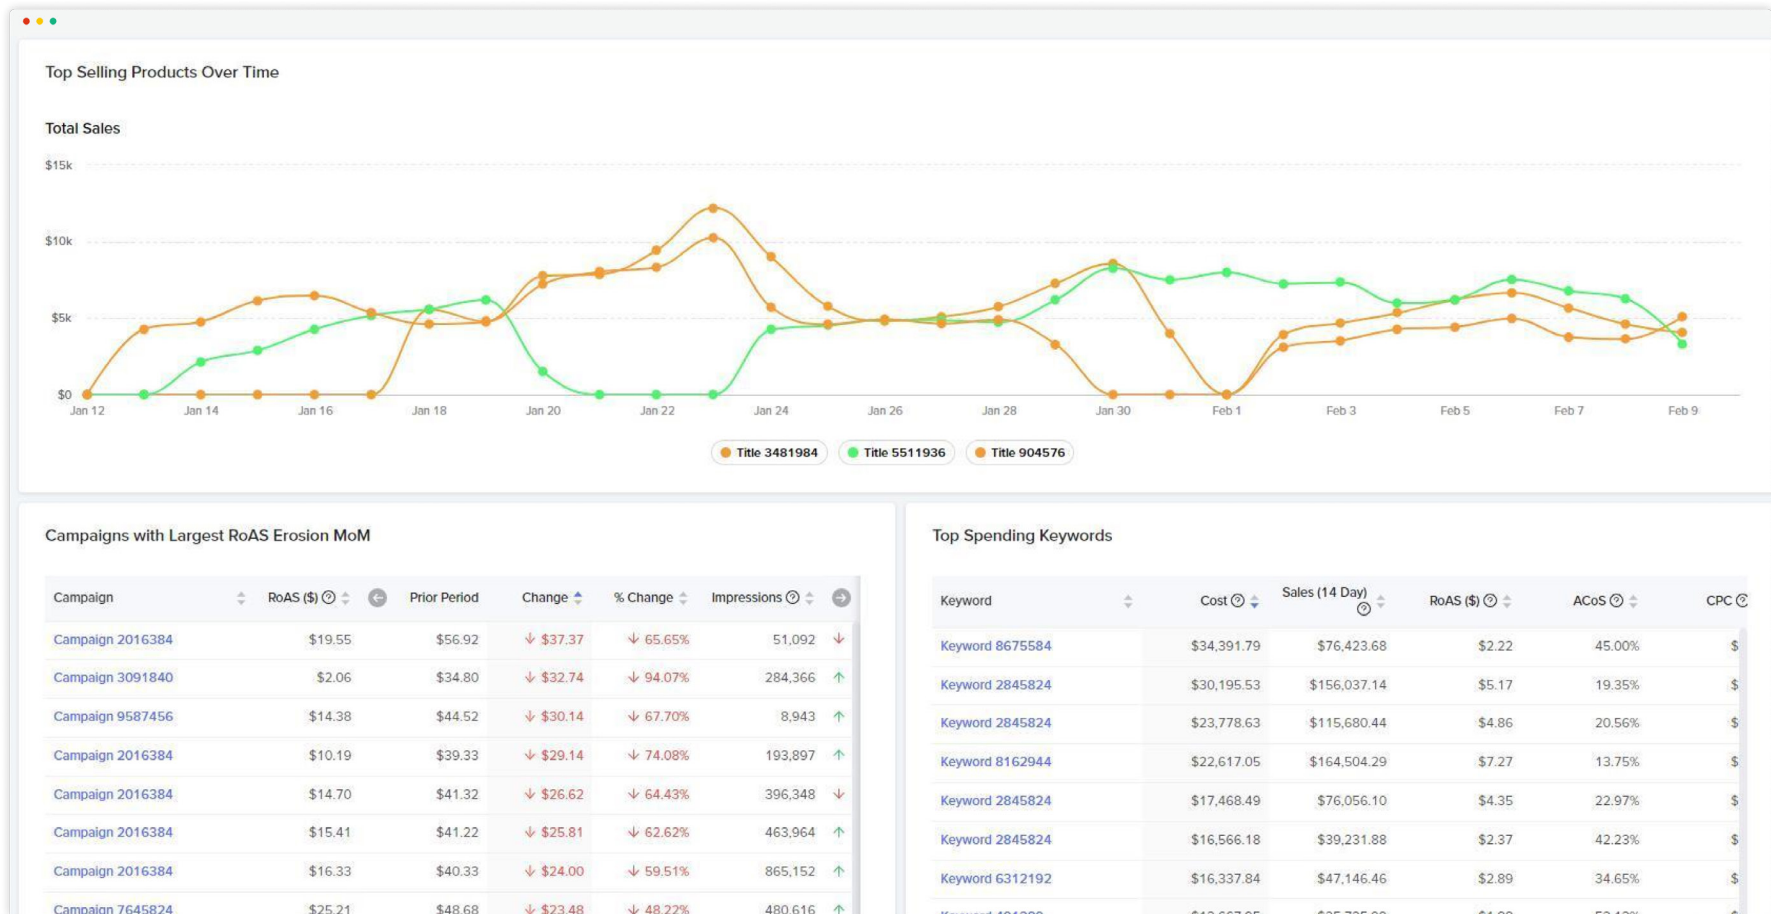 Top Selling Products Over Time
Total Sales
$15k
$10k
$5k
$0
Jan 12 Jan 14 Jan 16 Jan 18 Jan 20 Jan 22 Jan 24 Jan 26 Jan 28 Jan 30 Feb 1 Feb 3 Feb 5 Feb 7 Feb 9
Title 3481984 Title 5511936 Title 904576
Campaigns with Largest RoAS Erosion MoM
Campaign RoAS ($) Prior Period Change % Change Impressions
Campaign 2016384 $19.55 $56.92 $37.37 65.65% 51,092
Campaign 3091840 $2.06 $34.80 $32.74 94.07% 284,366
Campaign 9587456 $14.38 $44.52 $30.14 67.70% 8,943
Campaign 2016384 $10.19 $39.33 $29.14 74.08% 193,897
Campaign 2016384 $14.70 $41.32 $26.62 64.43% 396,348
Campaign 2016384 $15.41 $41.22 $25.81 62.62% 463,964
Campaign 2016384 $16.33 $40.33 $24.00 59.51% 865,152
Campaign 7645824 $25.21 $48.68 $23.48 48.22% 480,616
Top Spending Keywords
Keyword Cost Sales (14 Day) RoAS ($) ACoS CPC
Keyword 8675584 $34,391.79 $76,423.68 $2.22 45.00% $
Keyword 2845824 $30,195.53 $156,037.14 $5.17 19.35% $
Keyword 2845824 $23,778.63 $115,680.44 $4.86 20.56% $
Keyword 8162944 $22,617.05 $164,504.29 $7.27 13.75% $
Keyword 2845824 $17,468.49 $76,056.10 $4.35 22.97% $
Keyword 2845824 $16,566.18 $39,231.88 $2.37 42.23% $
Keyword 6312192 $16,337.84 $47,146.46 $2.89 34.65% $